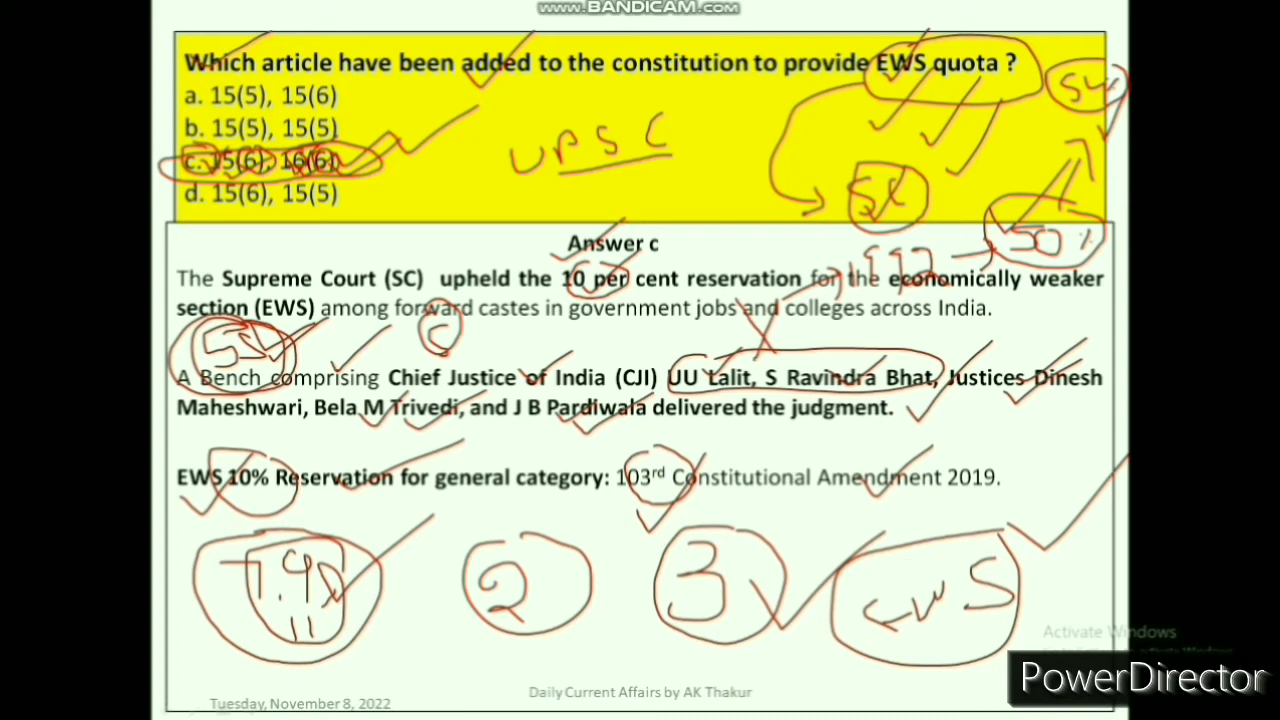 WWW.BANDICAM.COM
Which article have been added to the constitution to provide EWS quota ?
a. 15(5), 15(6)
b. 15(5), 15(5)
c. 15(6), 16(6)
d. 15(6), 15(5)
UPSC
50%
1992
Answer c
The Supreme Court (SC) upheld the 10 per cent reservation for the economically weaker
section (EWS) among forward castes in government jobs and colleges across India.
A Bench comprising Chief Justice of India (CJI) UU Lalit, S Ravindra Bhat, Justices Dinesh
Maheshwari, Bela M Trivedi, and J B Pardiwala delivered the judgment.
EWS 10% Reservation for general category: 103rd Constitutional Amendment 2019.
2
3
Activate Windows
PowerDirector
Daily Current Affairs by AK Thakur
Tuesday, November 8, 2022